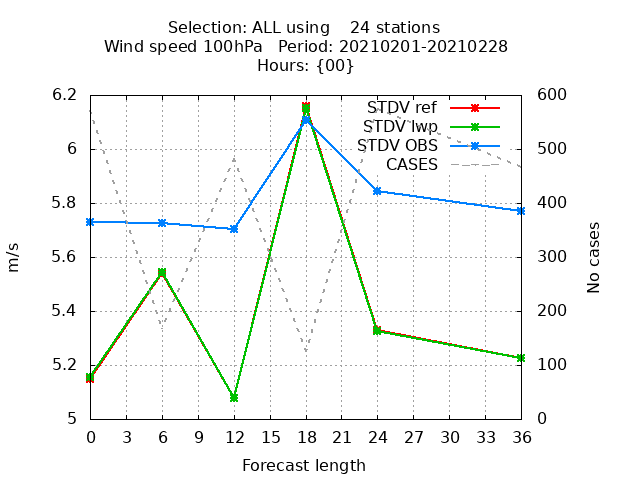 Selection: ALL using    24 stations
Wind speed 100hPa   Period: 20210201-20210228
Hours: {00}
6.2
6
5.8
5.6
5.4
5.2
5
m/s
600
500
400
300
200
100
0
No cases
STDV ref
STDV lwp
STDV OBS
CASES
0 3 6 9 12 15 18 21 24 27 30 33 36
Forecast length